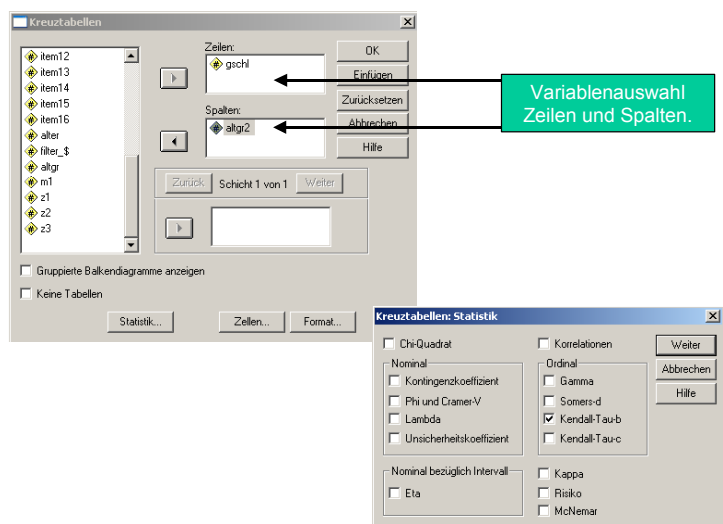 Kreuztabellen
item12
item13
item14
item15
item16
alter
filter_$
altgr
m1
z1
z2
z3
Zeilen:
gschl
Spalten:
altgr2
OK
Einfügen
Zurücksetzen
Abbrechen
Hilfe
Variablenauswahl
Zeilen und Spalten.
Zurück Schicht 1 von 1 Weiter
Gruppierte Balkendiagramme anzeigen
Keine Tabellen
Statistik... Zellen... Format...
Kreuztabellen: Statistik
Chi-Quadrat
Korrelationen
Nominal
Kontingenzkoeffizient
Phi und Cramer-V
Lambda
Unsicherheitskoeffizient
Ordinal
Gamma
Somers-d
Kendall-Tau-b
Kendall-Tau-c
Weiter
Abbrechen
Hilfe
Nominal bezüglich Intervall
Eta
Kappa
Risiko
McNemar